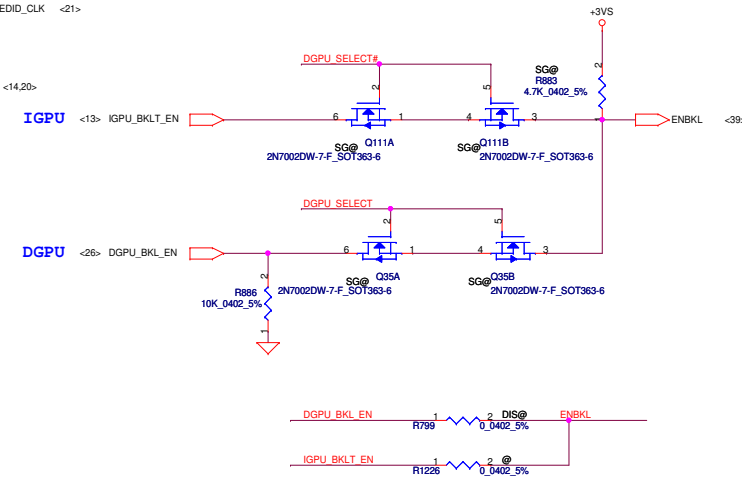 EDID_CLK <21>
+3VS
DGPU_SELECT#
2
5
SG@
R883
4.7K_0402_5%
2
1
<14,20>
IGPU <13> IGPU_BKLT_EN
6
1
4
3
ENBKL
SG@
Q111A
2N7002DW-7-F_SOT363-6
SG@
Q111B
2N7002DW-7-F_SOT363-6
DGPU_SELECT
2
5
DGPU <26> DGPU_BKL_EN
6
1
4
3
SG@
Q35A
2N7002DW-7-F_SOT363-6
SG@
Q35B
2N7002DW-7-F_SOT363-6
R886
10K_0402_5%
2
1
DGPU_BKL_EN
1
2
DIS@
ENBKL
R799
0_0402_5%
IGPU_BKLT_EN
1
2
@
R1226
0_0402_5%